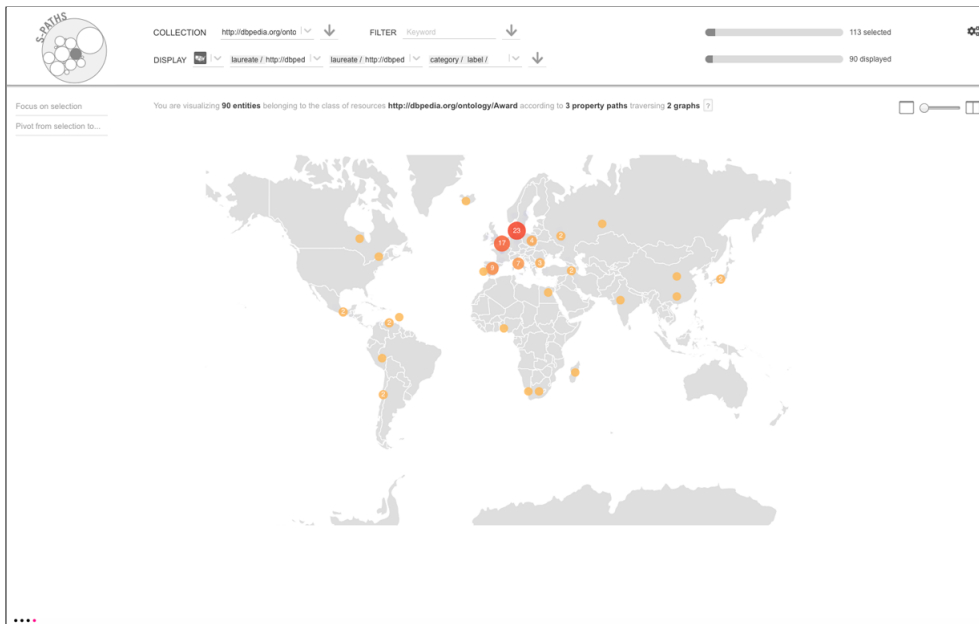 S-PATHS
COLLECTION http://dbpedia.org/onto FILTER Keyword 113 selected
DISPLAY laureate / http://dbped laureate / http://dbped category / label / 90 displayed
Focus on selection
You are visualizing 90 entities belonging to the class of resources http://dbpedia.org/ontology/Award according to 3 property paths traversing 2 graphs ?
Pivot from selection to...
23
17
4
2
7
3
2
2
2
2
2